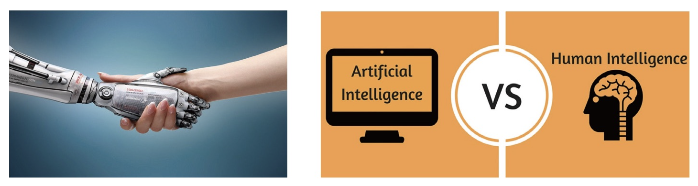 Artificial
Intelligence
VS
Human Intelligence